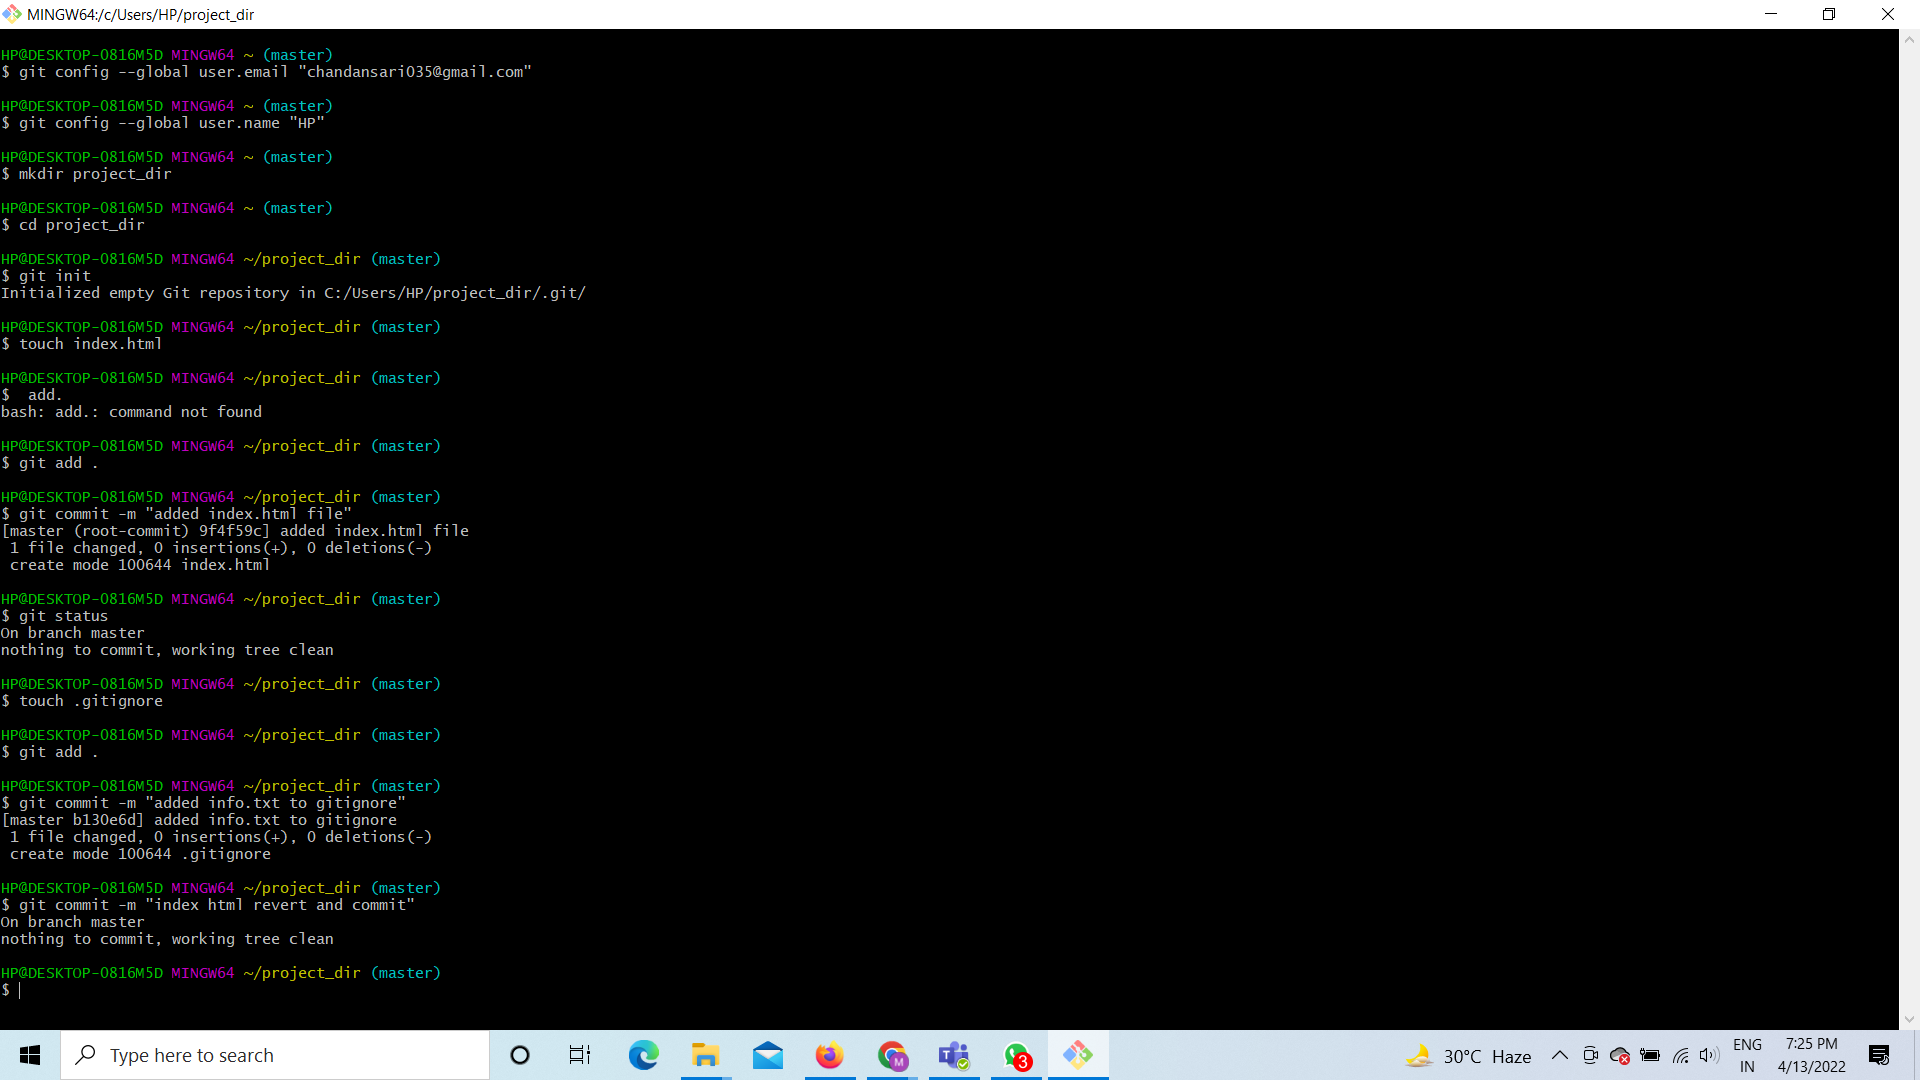 MINGW64:/c/Users/HP/project_dir
HP@DESKTOP-0816M5D MINGW64 ~ (master)
$ git config --global user.email "chandansari035@gmail.com"
HP@DESKTOP-0816M5D MINGW64 ~ (master)
$ git config --global user.name "HP"
HP@DESKTOP-0816M5D MINGW64 ~ (master)
$ mkdir project_dir
HP@DESKTOP-0816M5D MINGW64 ~ (master)
$ cd project_dir
HP@DESKTOP-0816M5D MINGW64 ~/project_dir (master)
$ git init
Initialized empty Git repository in C:/Users/HP/project_dir/.git/
HP@DESKTOP-0816M5D MINGW64 ~/project_dir (master)
$ touch index.html
HP@DESKTOP-0816M5D MINGW64 ~/project_dir (master)
$  add.
bash: add.: command not found
HP@DESKTOP-0816M5D MINGW64 ~/project_dir (master)
$ git add .
HP@DESKTOP-0816M5D MINGW64 ~/project_dir (master)
$ git commit -m "added index.html file"
[master (root-commit) 9f4f59c] added index.html file
 1 file changed, 0 insertions(+), 0 deletions(-)
 create mode 100644 index.html
HP@DESKTOP-0816M5D MINGW64 ~/project_dir (master)
$ git status
On branch master
nothing to commit, working tree clean
HP@DESKTOP-0816M5D MINGW64 ~/project_dir (master)
$ touch .gitignore
HP@DESKTOP-0816M5D MINGW64 ~/project_dir (master)
$ git add .
HP@DESKTOP-0816M5D MINGW64 ~/project_dir (master)
$ git commit -m "added info.txt to gitignore"
[master b130e6d] added info.txt to gitignore
 1 file changed, 0 insertions(+), 0 deletions(-)
 create mode 100644 .gitignore
HP@DESKTOP-0816M5D MINGW64 ~/project_dir (master)
$ git commit -m "index html revert and commit"
On branch master
nothing to commit, working tree clean
HP@DESKTOP-0816M5D MINGW64 ~/project_dir (master)
$
Type here to search
M
T
3
30°C Haze
ENG
IN
7:25 PM
4/13/2022
3